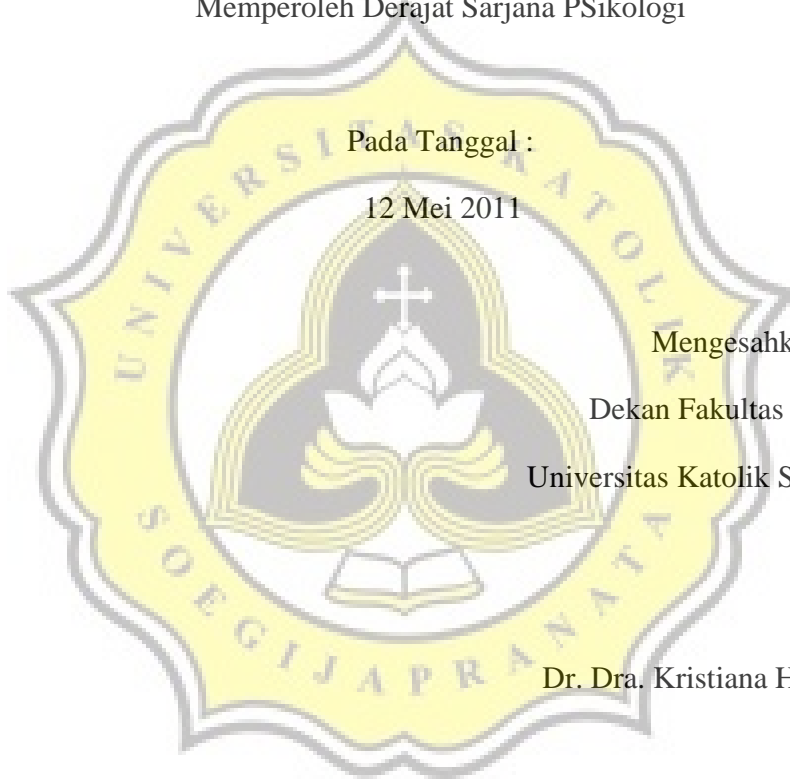 Memperoleh Derajat Sarjana PSikologi
Pada Tanggal :
12 Mei 2011
Dekan Fakultas
Universitas Katolik
Dr. Dra. Kristiana
UNIVERSITAS KATOLIK
SOEGIJAPRANATA